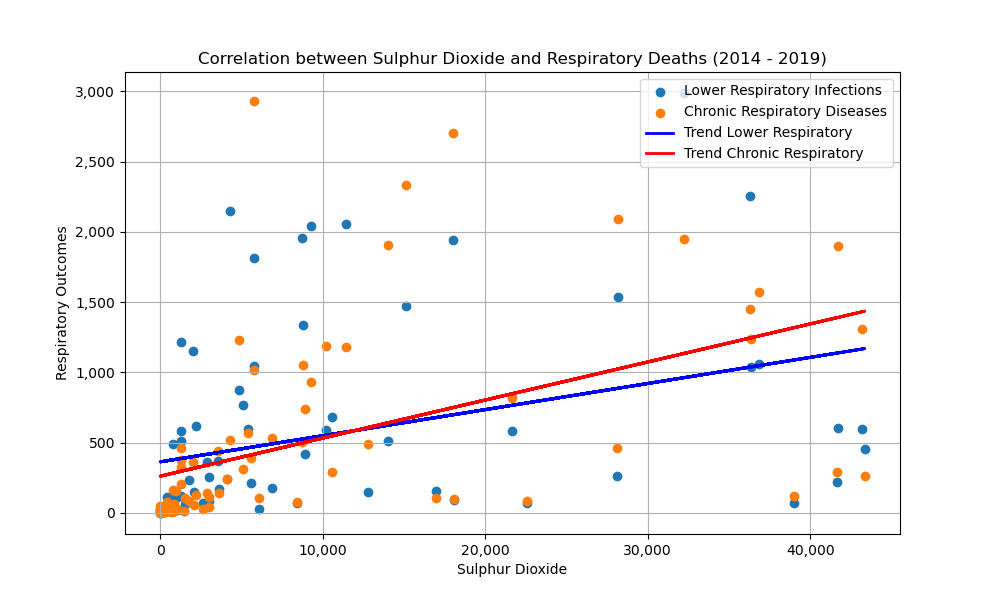 Correlation between Sulphur Dioxide and Respiratory Deaths (2014 - 2019)
Lower Respiratory Infections
Chronic Respiratory Diseases
Trend Lower Respiratory
Trend Chronic Respiratory
Respiratory Outcomes
3,000
2,500
2,000
1,500
1,000
500
0
0 10,000 20,000 30,000 40,000
Sulphur Dioxide